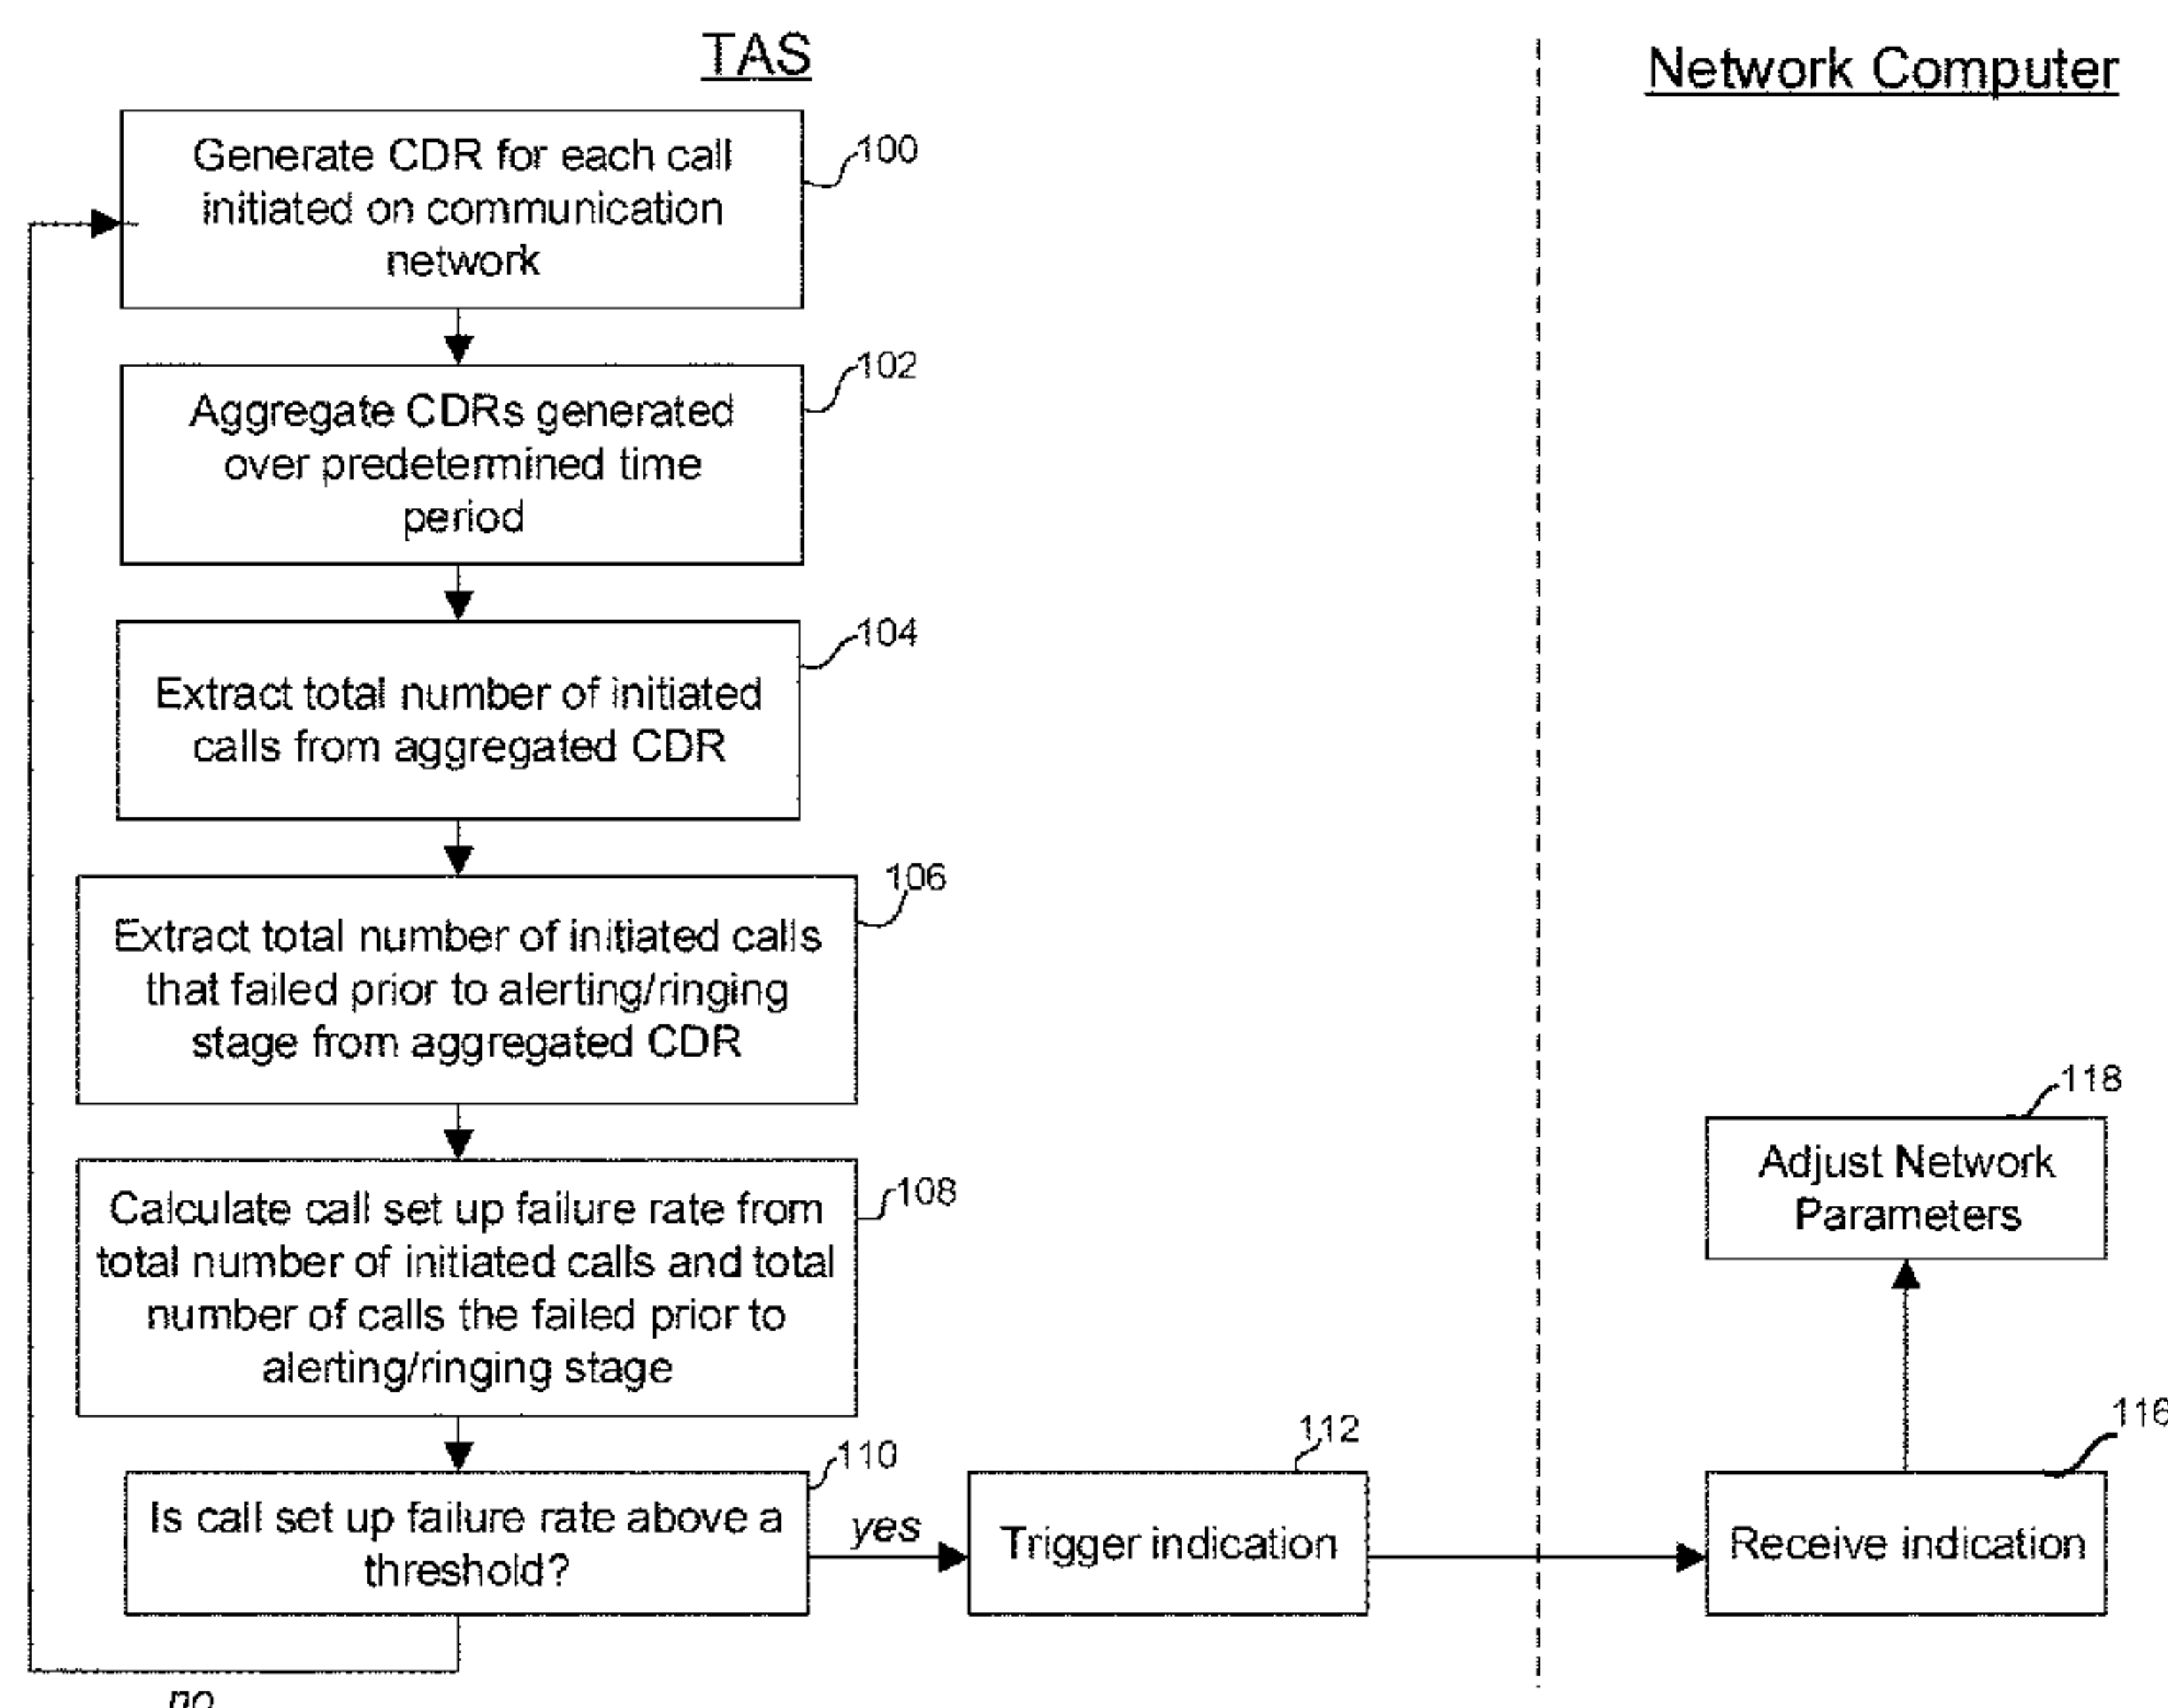 TAS
Network Computer
Generate CDR for each call
initiated on communication
network
100
Aggregate CDRs generated
over predetermined time
period
102
Extract total number of initiated
calls from aggregated CDR
104
Extract total number of initiated calls
that failed prior to alerting/ringing
stage from aggregated CDR
106
Calculate call set up failure rate from
total number of initiated calls and total
number of calls the failed prior to
alerting/ringing stage
108
Is call set up failure rate above a
threshold?
110
yes
no
Trigger indication
112
Receive indication
116
Adjust Network
Parameters
118